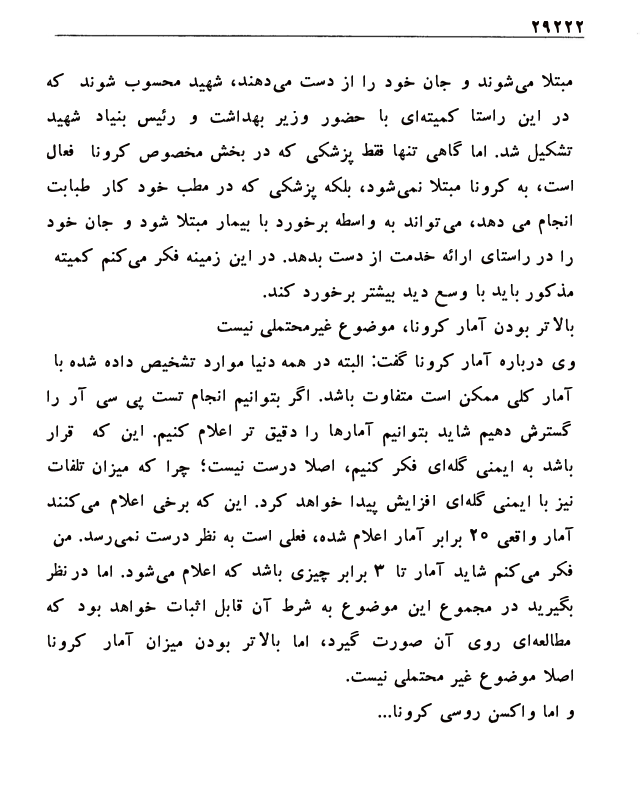 ۲۹۲۲۲
مبتلا می‌شوند و جان خود را از دست می‌دهند، شهید محسوب شوند که
در این راستا کمیته‌ای با حضور وزیر بهداشت و رئیس بنیاد شهید
تشکیل شد. اما گاهی تنها فقط پزشکی که در بخش مخصوص کرونا فعال
است، به کرونا مبتلا نمی‌شود، بلکه پزشکی که در مطب خود کار طبابت
انجام می دهد، می‌تواند به واسطه برخورد با بیمار مبتلا شود و جان خود
را در راستای ارائه خدمت از دست بدهد. در این زمینه فکر می‌کنم کمیته
مذکور باید با وسع دید بیشتر برخورد کند.
بالاتر بودن آمار کرونا، موضوع غیرمحتملی نیست
وی درباره آمار کرونا گفت: البته در همه دنیا موارد تشخیص داده شده با
آمار کلی ممکن است متفاوت باشد. اگر بتوانیم انجام تست پی سی آر را
گسترش دهیم شاید بتوانیم آمارها را دقیق تر اعلام کنیم. این که قرار
باشد به ایمنی گله‌ای فکر کنیم، اصلا درست نیست؛ چرا که میزان تلفات
نیز با ایمنی گله‌ای افزایش پیدا خواهد کرد. این که برخی اعلام می‌کنند
آمار واقعی ۲۰ برابر آمار اعلام شده، فعلی است به نظر درست نمی‌رسد. من
فکر می‌کنم شاید آمار تا ۳ برابر چیزی باشد که اعلام می‌شود. اما در نظر
بگیرید در مجموع این موضوع به شرط آن قابل اثبات خواهد بود که
مطالعه‌ای روی آن صورت گیرد، اما بالاتر بودن میزان آمار کرونا
اصلا موضوع غیر محتملی نیست.
و اما واکسن روسی کرونا...